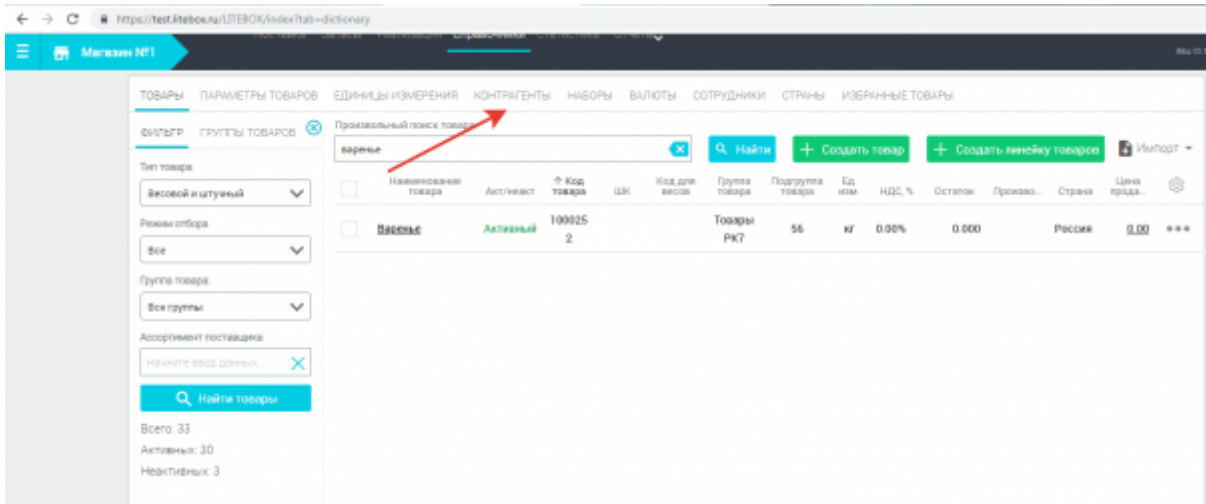 https://test.litebox.ru/LITEBOX/index?tab=dictionary
Магазин №1
Справочники
ТОВАРЫ ПАРАМЕТРЫ ТОВАРОВ ЕДИНИЦЫ ИЗМЕРЕНИЯ КОНТРАГЕНТЫ НАБОРЫ ВАЛЮТЫ СОТРУДНИКИ СТРАНЫ ИЗБРАННЫЕ ТОВАРЫ
ФИЛЬТР ГРУППЫ ТОВАРОВ
Произвольный поиск товара
варенье
Найти
Создать товар
Создать линейку товаров
Импорт
Тип товара
Весовой и штучный
Режим отбора
Все
Группа товара:
Все группы
Ассортимент поставщика
Начните ввод данных...
Найти товары
Всего: 33
Активных: 30
Неактивных: 3
Наименование товара Акт/неакт Код товара ШК Код для весов Группа товара Подгруппа товара Ед. изм. НДС, % Остаток Произво... Страна Цена прода...
Варенье Активный 1000252 Товары РК7 56 кг 0.00% 0.000 Россия 0.00